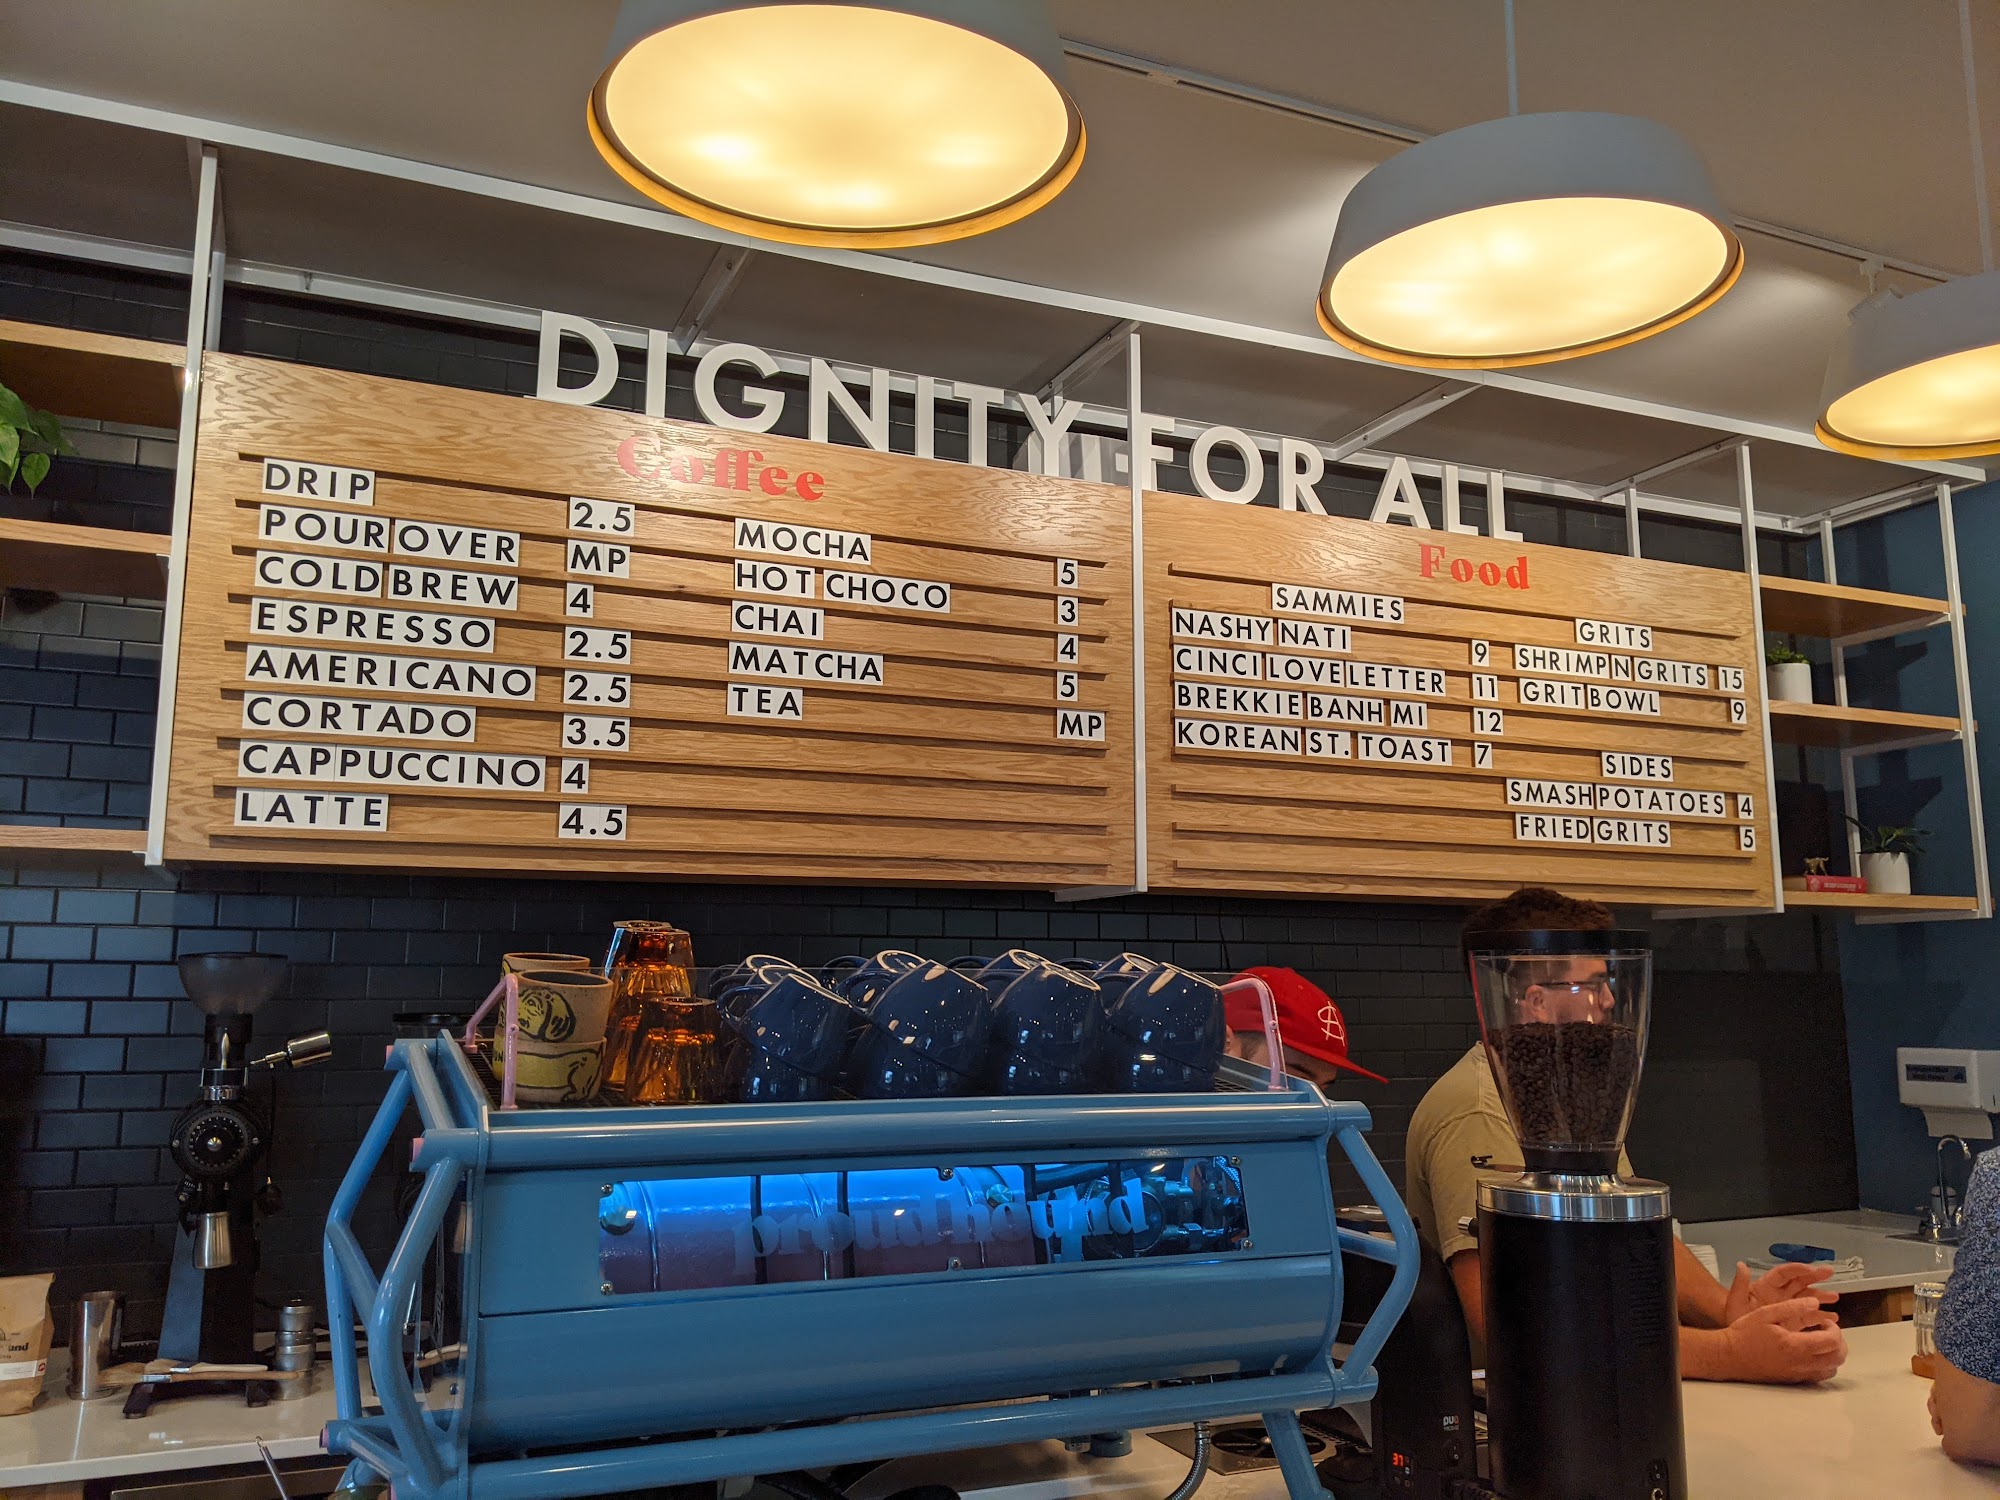 DIGNITY FOR ALL
Coffee
DRIP 2.5
POUR OVER MP
COLD BREW 4
ESPRESSO 2.5
AMERICANO 2.5
CORTADO 3.5
CAPPUCCINO 4
LATTE 4.5
MOCHA 5
HOT CHOCO 3
CHAI 4
MATCHA 5
TEA MP
Food
SAMMIES
NASHY NATI 9
CINCI LOVE LETTER 11
BREKKIE BANH MI 12
KOREAN ST. TOAST 7
GRITS
SHRIMP N GRITS 15
GRIT BOWL 9
SIDES
SMASH POTATOES 4
FRIED GRITS 5
proud hound
37